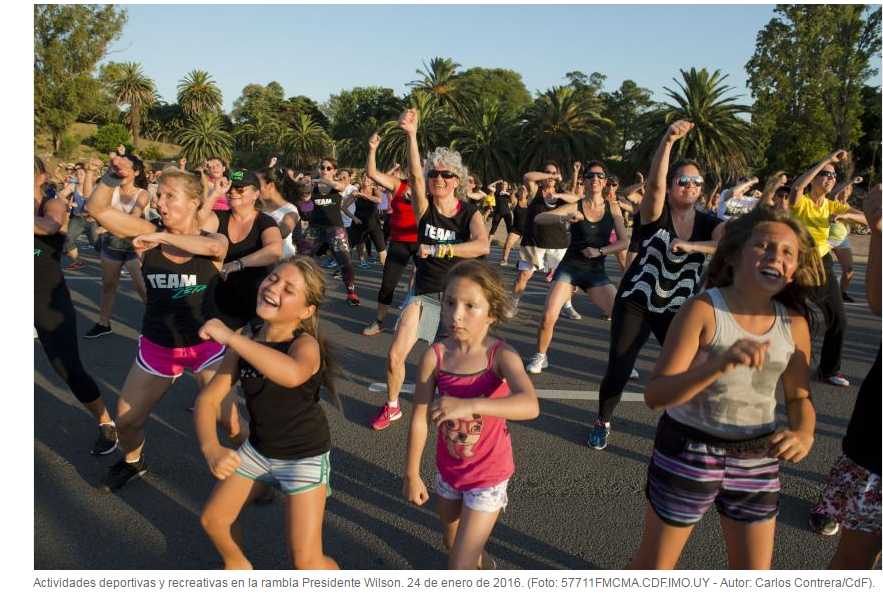 TEAM
TEAM
TEAM
Actividades deportivas y recreativas en la rambla Presidente Wilson. 24 de enero de 2016. (Foto: 57711FMCMA.CDF.IMO.UY - Autor: Carlos Contrera/CdF).